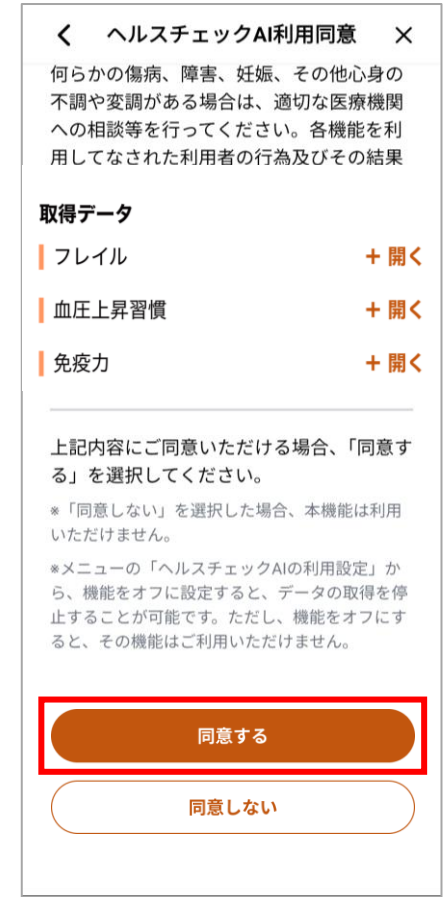 ヘルスチェックAI利用同意
何らかの傷病、障害、妊娠、その他心身の
不調や変調がある場合は、適切な医療機関
への相談等を行ってください。各機能を利
用してなされた利用者の行為及びその結果
取得データ
フレイル +開く
血圧上昇習慣 +開く
免疫力 +開く
上記内容にご同意いただける場合、「同意す
る」を選択してください。
※「同意しない」を選択した場合、本機能は利用
いただけません。
※メニューの「ヘルスチェックAIの利用設定」か
ら、機能をオフに設定すると、データの取得を停
止することが可能です。ただし、機能をオフにす
ると、その機能はご利用いただけません。
同意する
同意しない